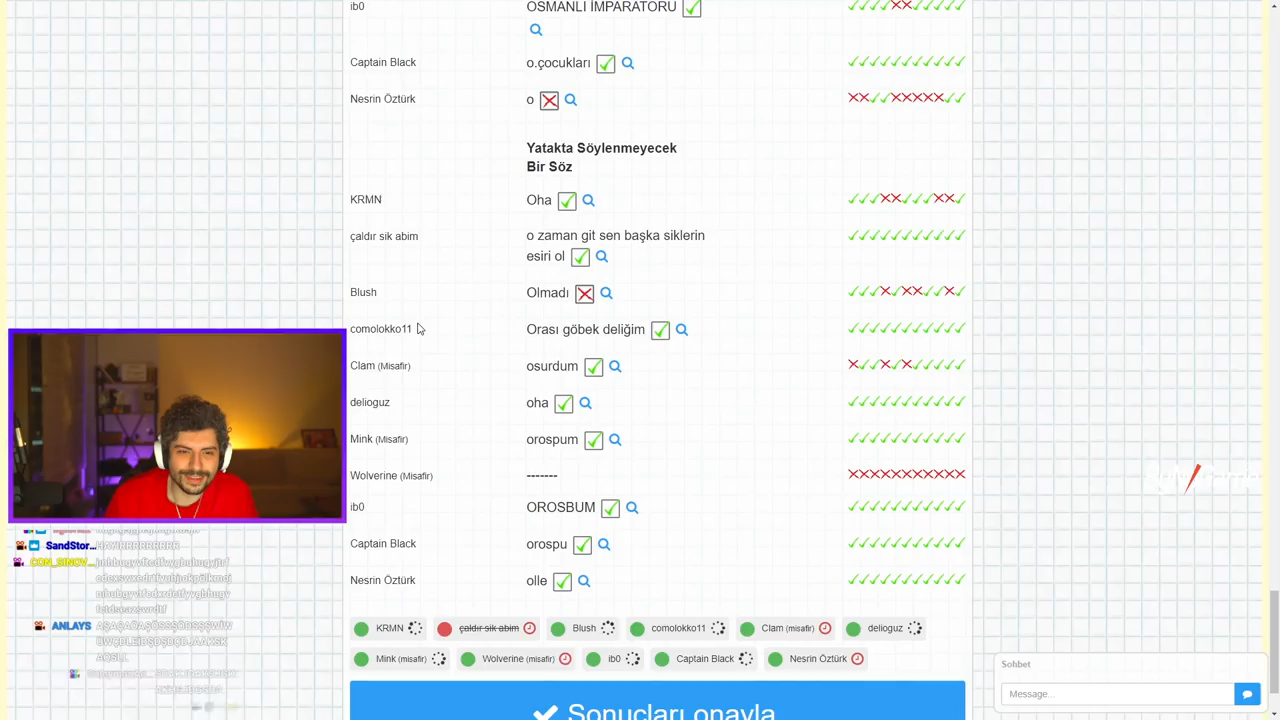 ib0 OSMANLI İMPARATORU
Captain Black o.çocukları
Nesrin Öztürk o
Yatakta Söylenmeyecek
Bir Söz
KRMN Oha
çaldır sik abim o zaman git sen başka siklerin
esiri ol
Blush Olmadı
comolokko11 Orası göbek deliğim
Clam (Misafir) osurdum
delioguz oha
Mink (Misafir) orospum
Wolverine (Misafir) -------
ib0 OROSBUM
Captain Black orospu
Nesrin Öztürk olle
KRMN çaldır sik abim Blush comolokko11 Clam (misafir) delioguz
Mink (misafir) Wolverine (misafir) ib0 Captain Black Nesrin Öztürk
Sonuçları onayla
Sohbet
Message...
SandStor...
CON_SINOV...
ANLAYS